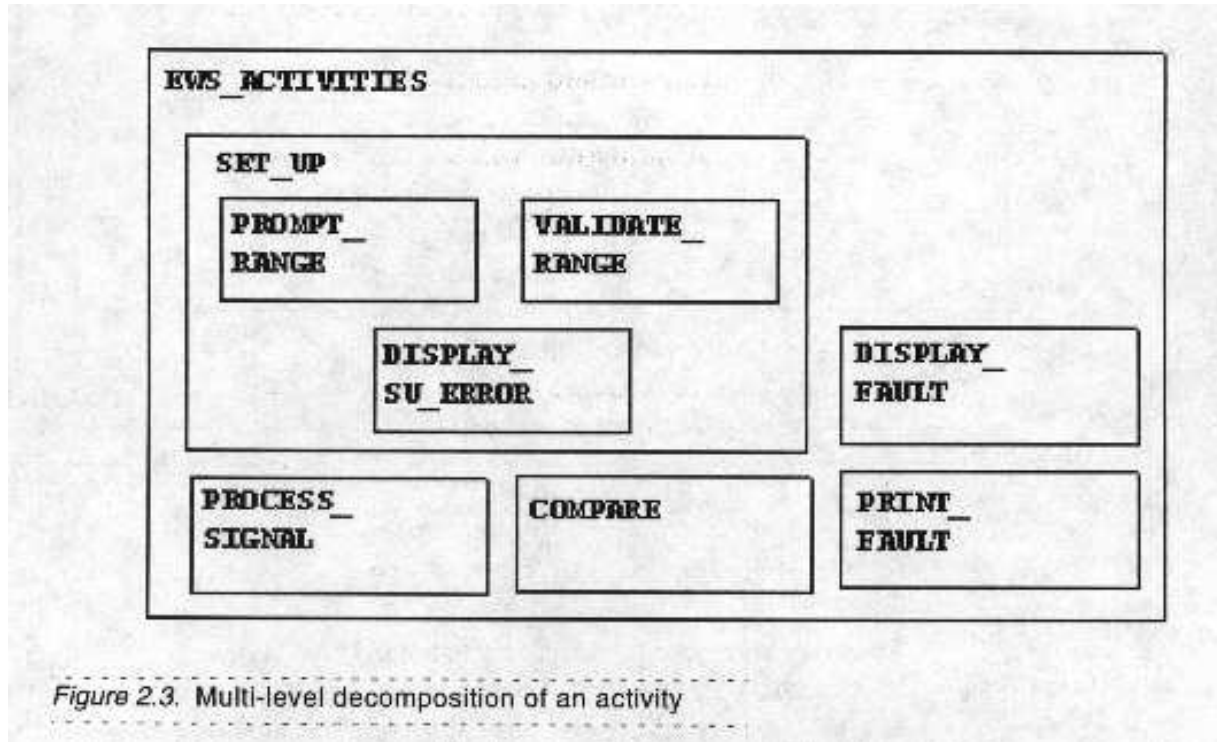 EWS_ACTIVITIES
SET_UP
PROMPT_
RANGE
VALIDATE_
RANGE
DISPLAY_
SU_ERROR
DISPLAY_
FAULT
PROCESS_
SIGNAL
COMPARE
PRINT_
FAULT
Figure 2.3. Multi-level decomposition of an activity